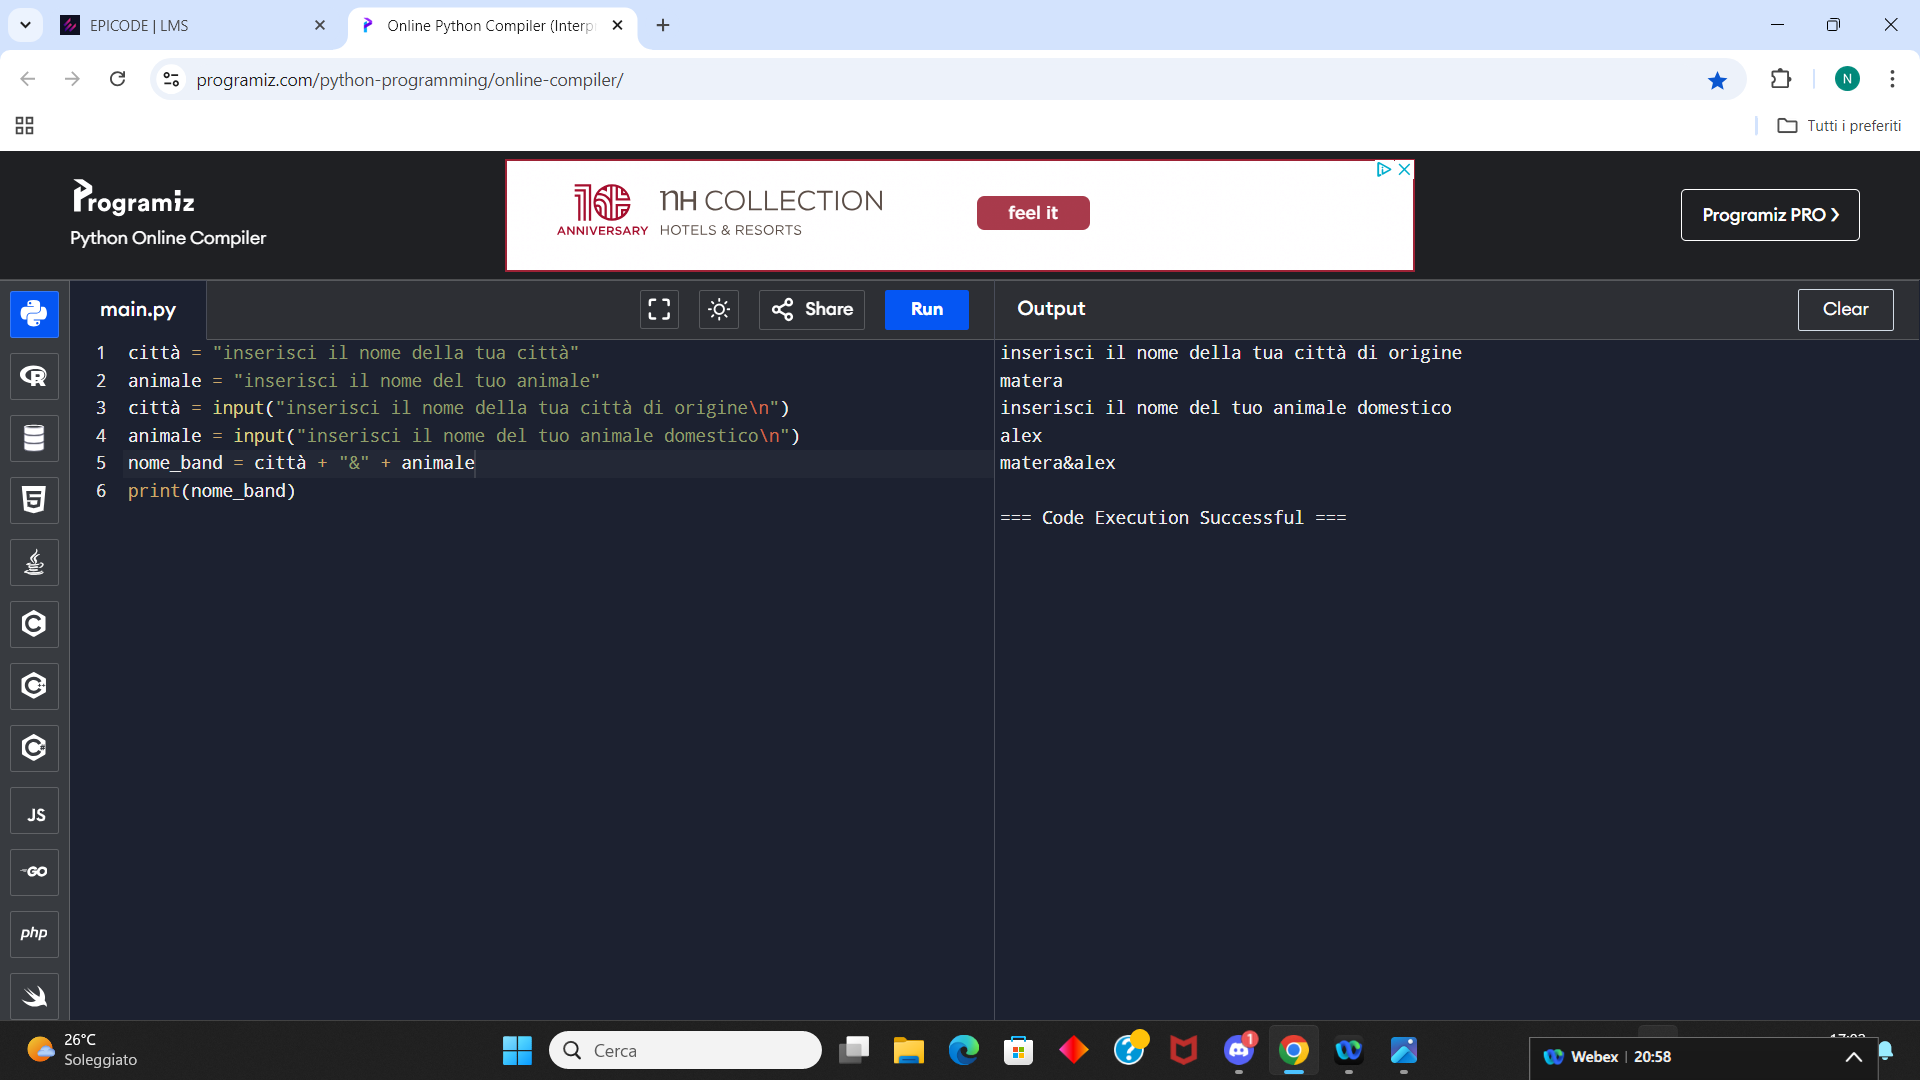 EPICODE | LMS
Online Python Compiler (Interp
programiz.com/python-programming/online-compiler/
N
Tutti i preferiti
Programiz
Python Online Compiler
10
ANNIVERSARY
NH COLLECTION
HOTELS & RESORTS
feel it
Programiz PRO
main.py
Share
Run
Output
Clear
1 città = "inserisci il nome della tua città"
2 animale = "inserisci il nome del tuo animale"
3 città = input("inserisci il nome della tua città di origine\n")
4 animale = input("inserisci il nome del tuo animale domestico\n")
5 nome_band = città + "&" + animale
6 print(nome_band)
inserisci il nome della tua città di origine
matera
inserisci il nome del tuo animale domestico
alex
matera&alex
=== Code Execution Successful ===
R
5
C
C
C
JS
GO
php
26°C
Soleggiato
Cerca
1
Webex | 20:58